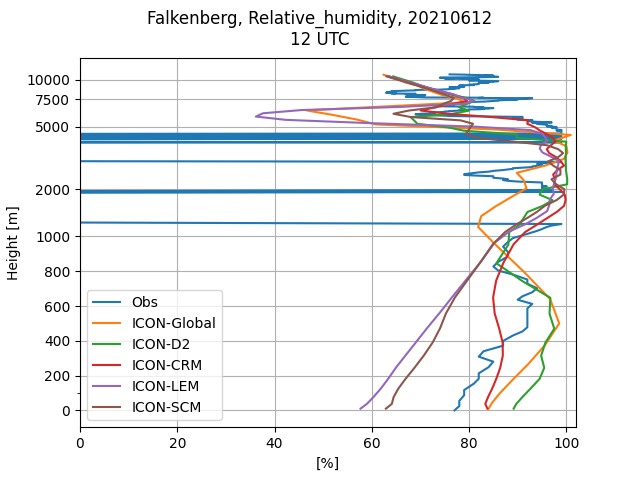 Falkenberg, Relative_humidity, 20210612
12 UTC
10000
7500
5000
2000
1000
800
600
400
200
0
Height [m]
Obs
ICON-Global
ICON-D2
ICON-CRM
ICON-LEM
ICON-SCM
0 20 40 60 80 100
[%]